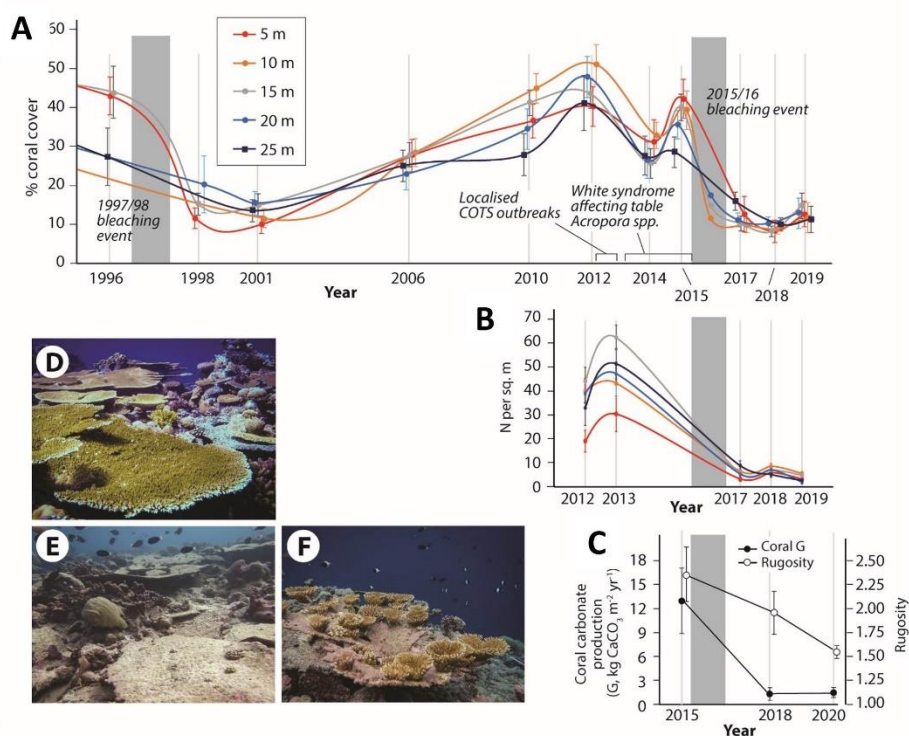 A
% coral cover
60
50
40
30
20
10
0
5 m
10 m
15 m
20 m
25 m
1997/98
bleaching
event
Localised
COTS outbreaks
White syndrome
affecting table
Acropora spp.
2015/16
bleaching event
1996
1998
2001
2006
2010
2012
2014
2015
2017
2018
2019
Year
B
N per sq. m
70
60
50
40
30
20
10
0
2012
2013
2017
2018
2019
Year
D
E
F
C
Coral G
Rugosity
Coral carbonate
production
(G, kg CaCO₃ m⁻² yr⁻¹)
18
15
12
9
6
3
0
2.50
2.25
2.00
1.75
1.50
1.25
1.00
Rugosity
2015
2018
2020
Year